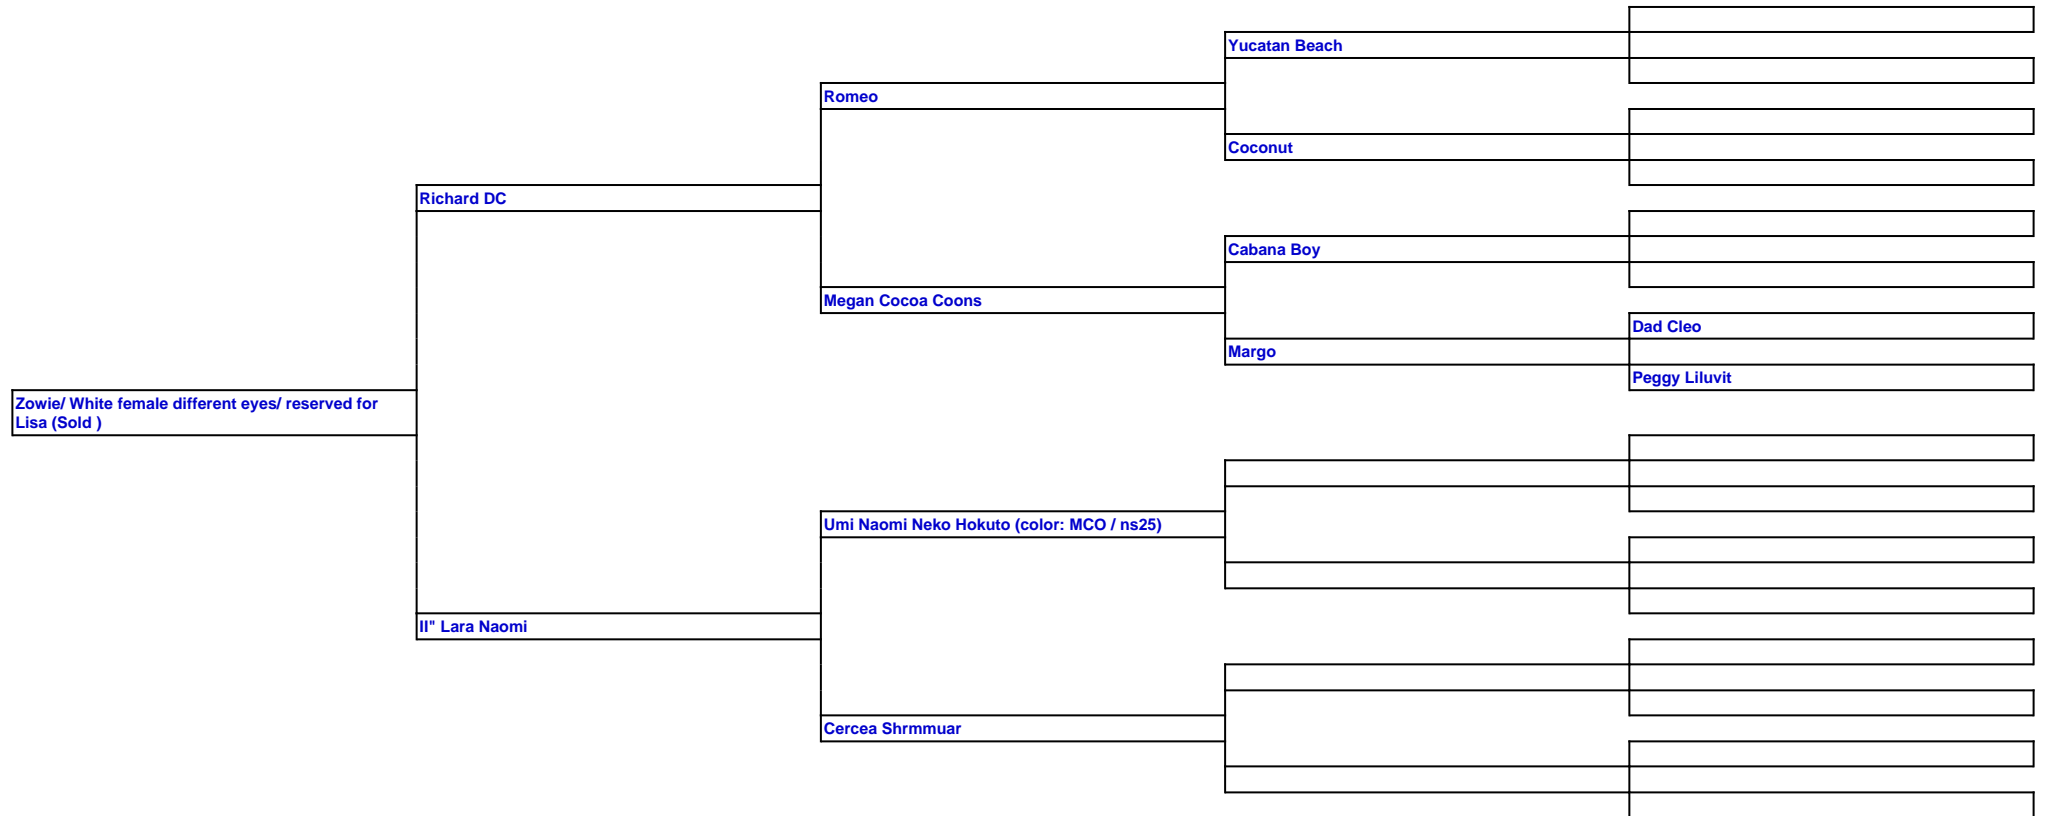 Yucatan Beach
Romeo
Coconut
Richard DC
Cabana Boy
Megan Cocoa Coons
Dad Cleo
Margo
Peggy Liluvit
Zowie/ White female different eyes/ reserved for
Lisa (Sold )
Umi Naomi Neko Hokuto (color: MCO / ns25)
II" Lara Naomi
Cercea Shrmmuar